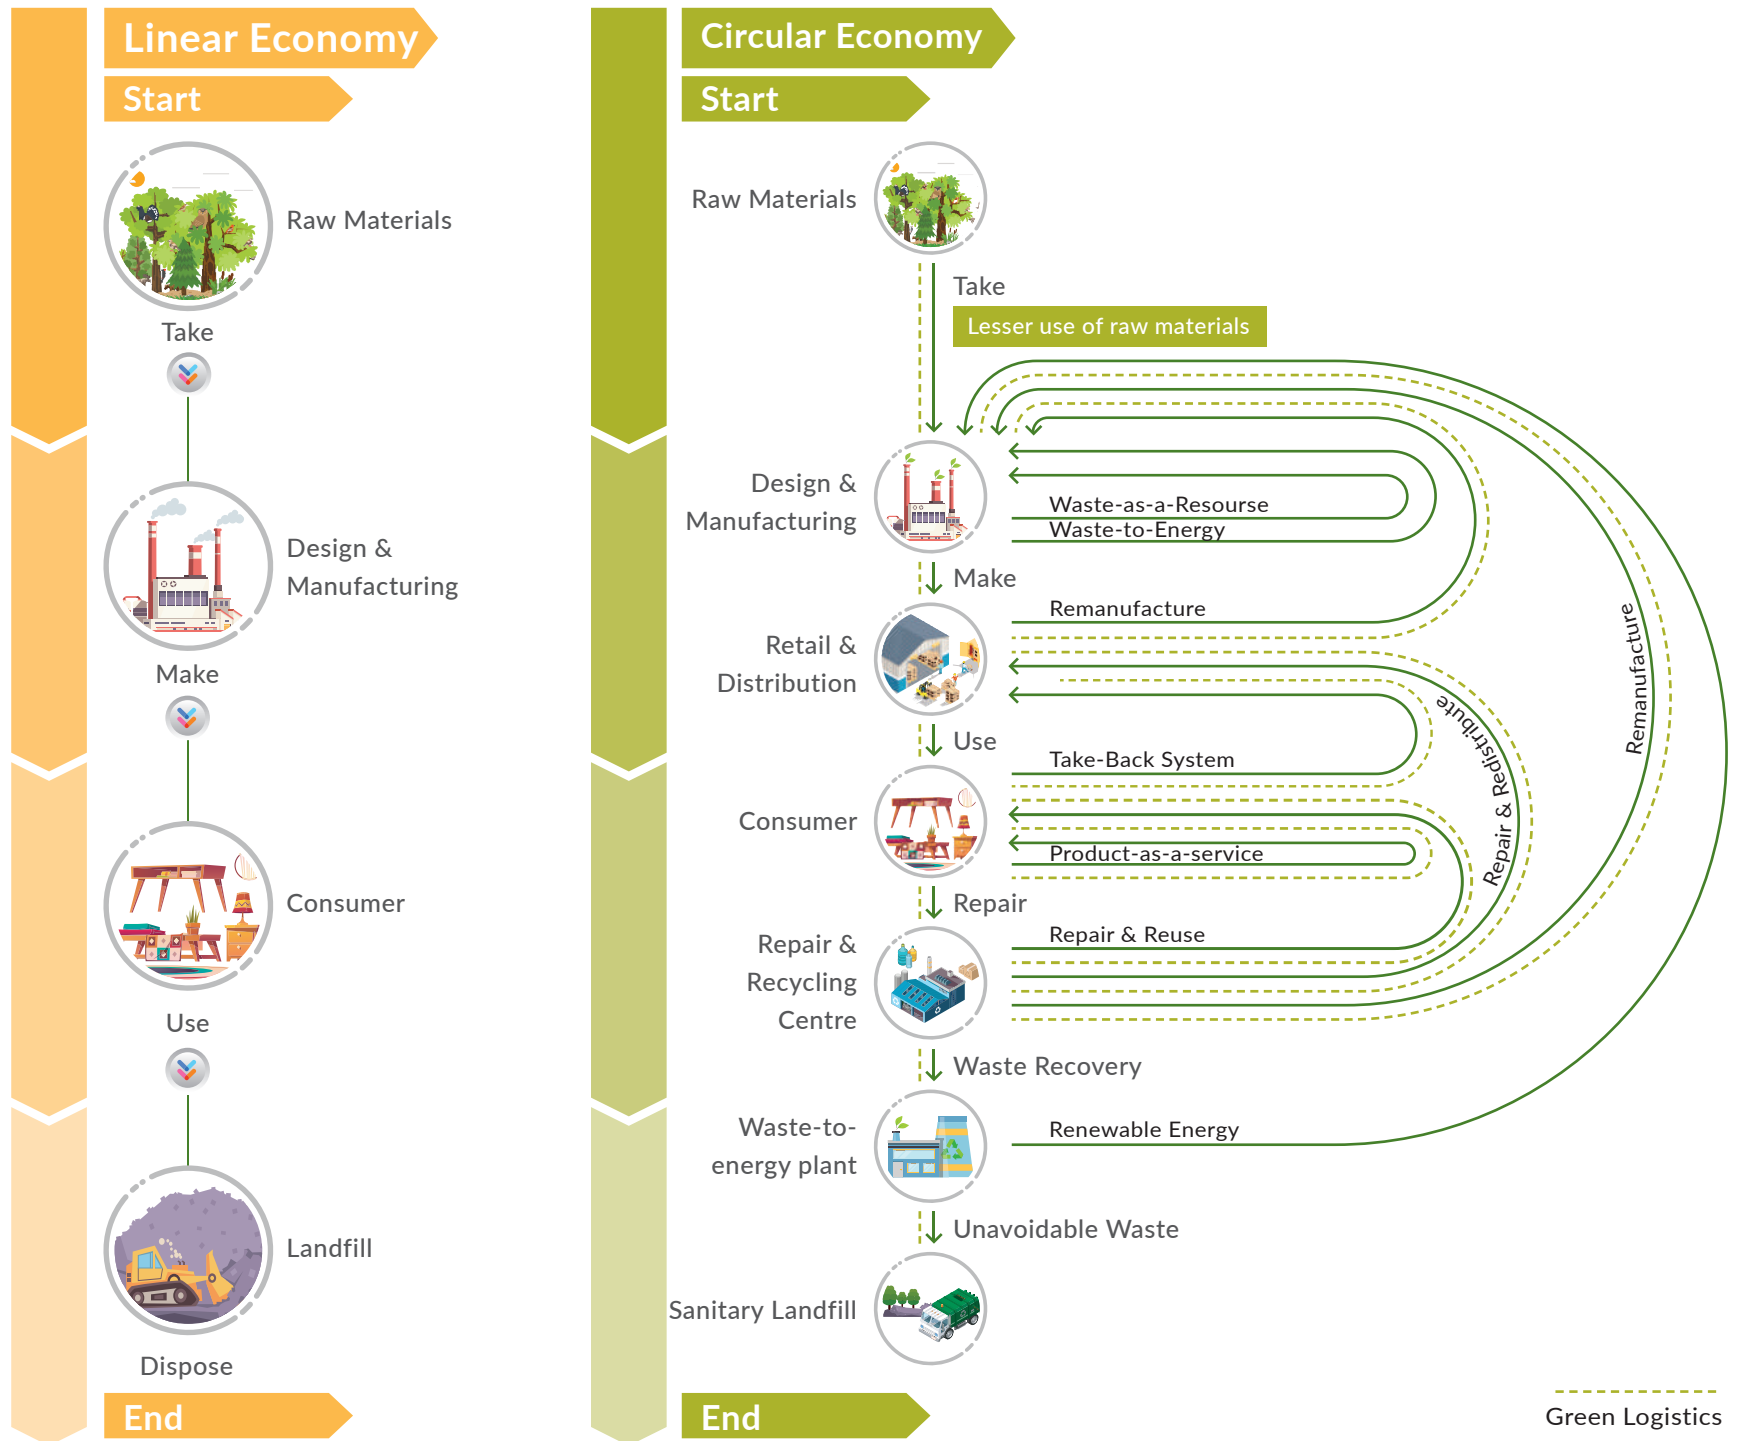 Linear Economy
Start
Raw Materials
Take
Design &
Manufacturing
Make
Consumer
Use
Landfill
Dispose
End
Circular Economy
Start
Raw Materials
Take
Lesser use of raw materials
Design &
Manufacturing
Waste-as-a-Resourse
Waste-to-Energy
Make
Remanufacture
Retail &
Distribution
Use
Take-Back System
Consumer
Product-as-a-service
Repair
Repair & Reuse
Repair &
Recycling
Centre
Repair & Redistribute
Remanufacture
Waste Recovery
Waste-to-
energy plant
Renewable Energy
Unavoidable Waste
Sanitary Landfill
End
Green Logistics